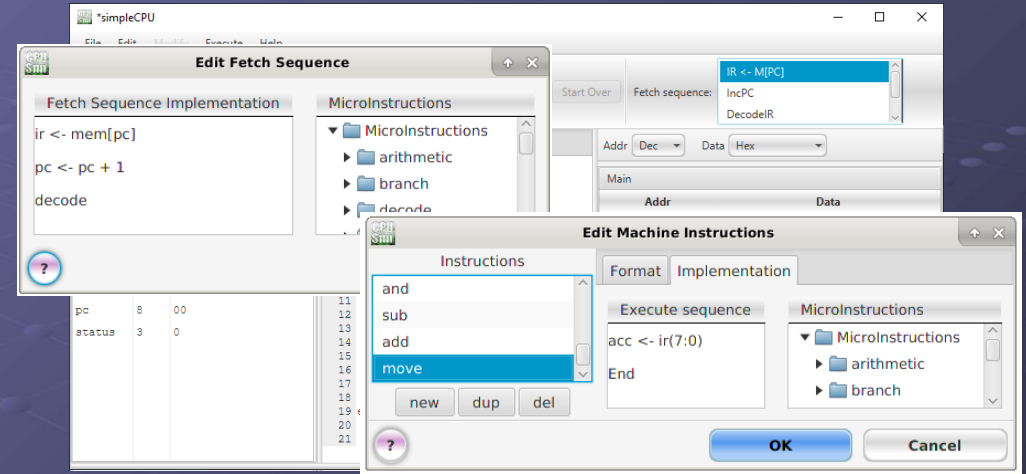 *simpleCPU
File Edit Modify Execute Help
Edit Fetch Sequence
Fetch Sequence Implementation
ir <- mem[pc]
pc <- pc + 1
decode
MicroInstructions
MicroInstructions
arithmetic
branch
decode
?
Start Over
Fetch sequence:
IR <- M[PC]
IncPC
DecodeIR
Addr Dec Data Hex
Main
Addr Data
pc 8 00
status 3 0
11
12
13
14
15
16
17
18
19 e
20
21
Edit Machine Instructions
Instructions
and
sub
add
move
new dup del
Format Implementation
Execute sequence
acc <- ir(7:0)
End
MicroInstructions
MicroInstructions
arithmetic
branch
?
OK Cancel